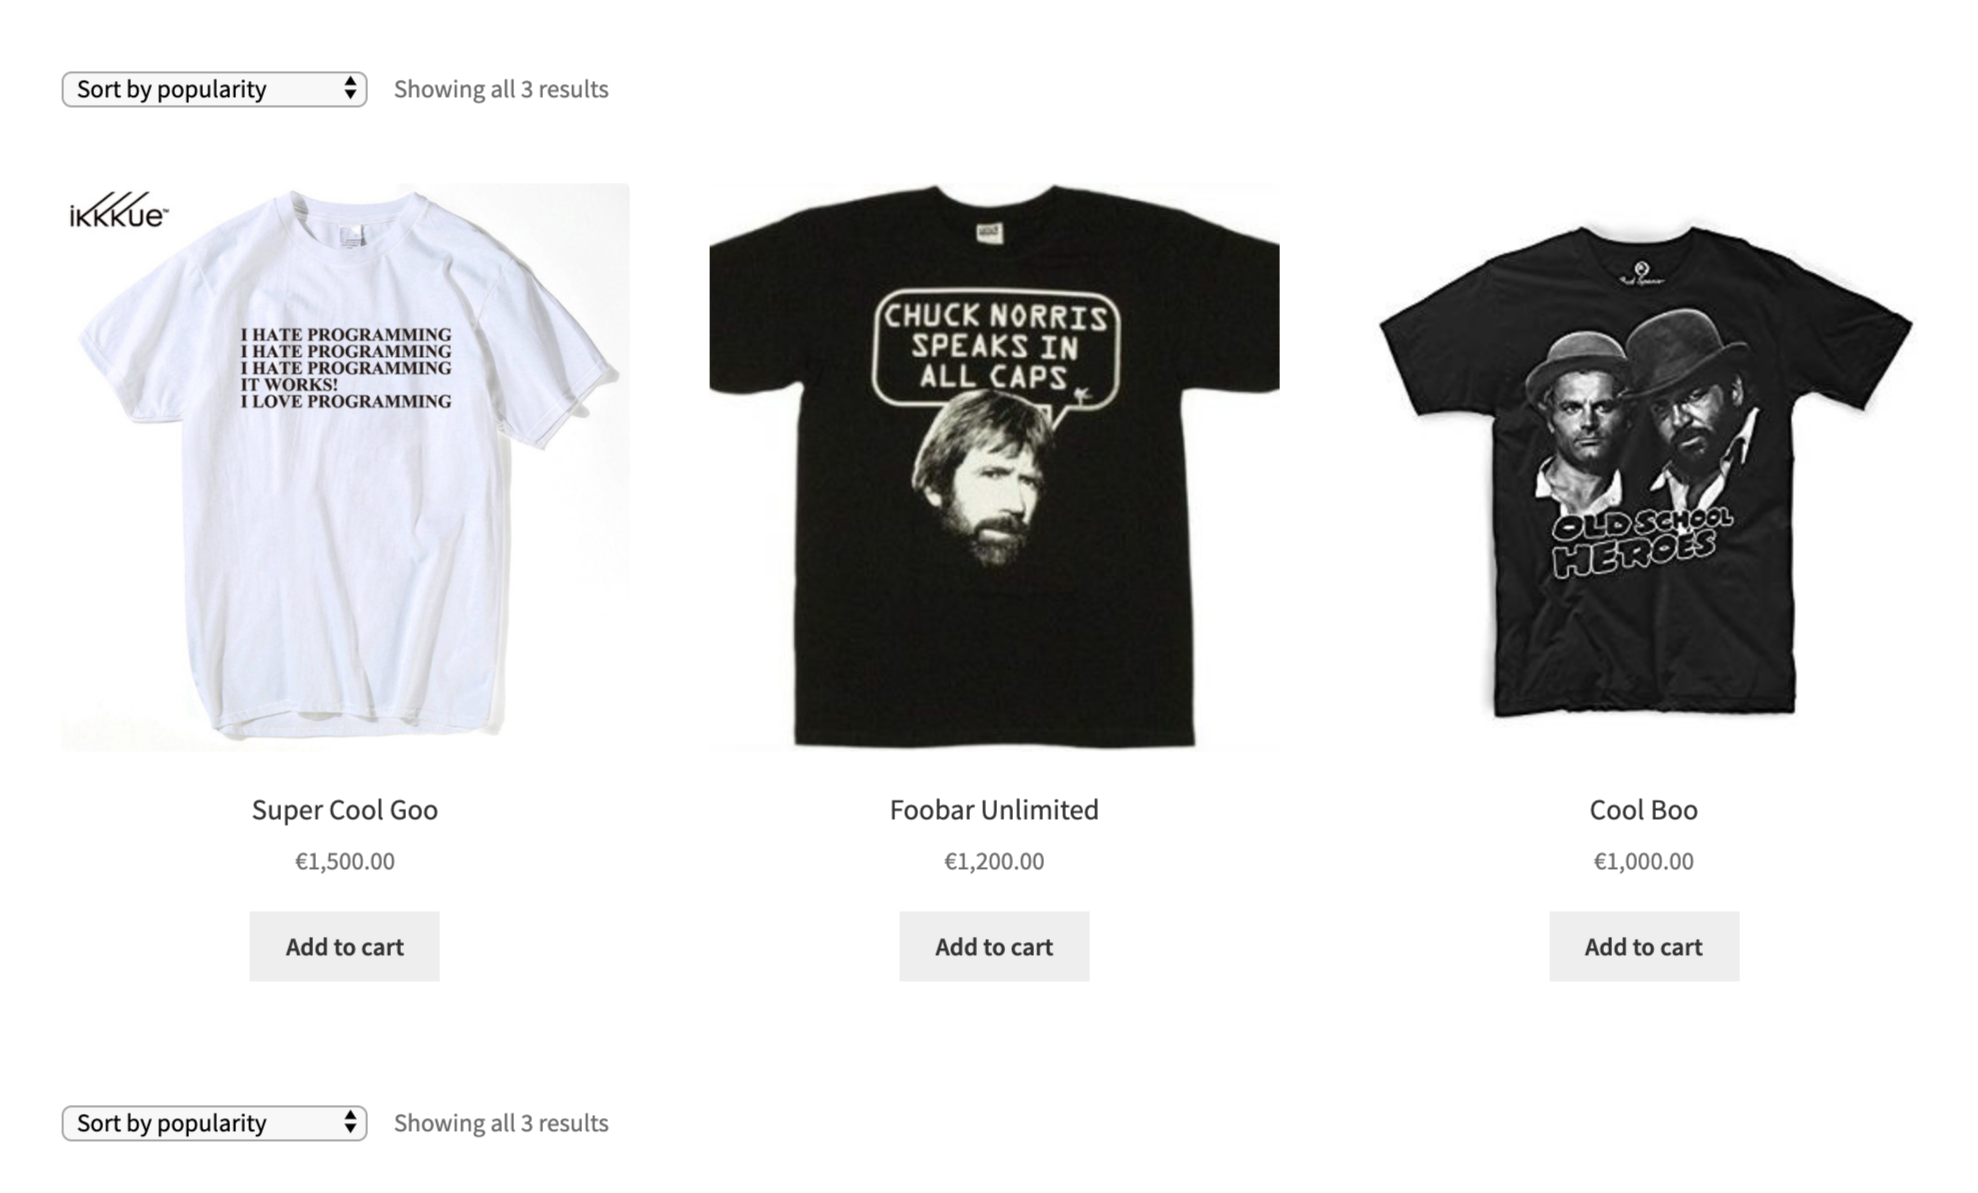 Sort by popularity
Showing all 3 results
iKKKUE™
I HATE PROGRAMMING
I HATE PROGRAMMING
I HATE PROGRAMMING
IT WORKS!
I LOVE PROGRAMMING
CHUCK NORRIS
SPEAKS IN
ALL CAPS
OLD SCHOOL
HEROES
Super Cool Goo
Foobar Unlimited
Cool Boo
€1,500.00
€1,200.00
€1,000.00
Add to cart
Add to cart
Add to cart
Sort by popularity
Showing all 3 results